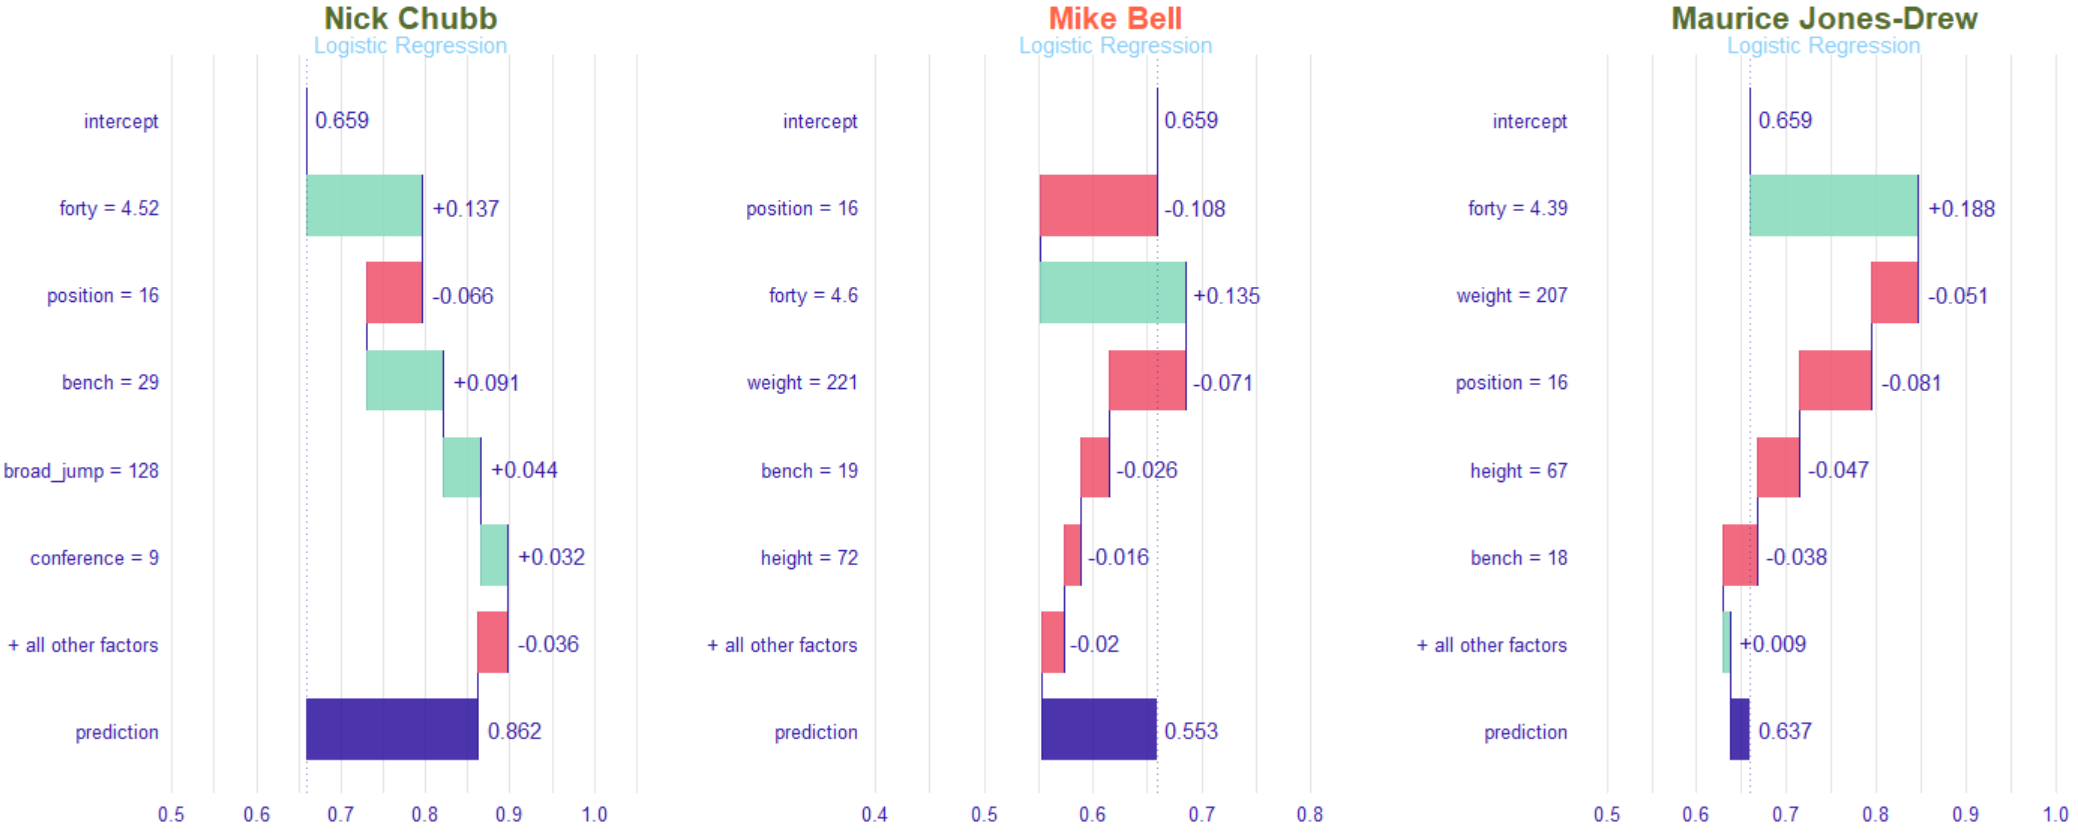 Nick Chubb
Logistic Regression
intercept
0.659
forty = 4.52
+0.137
position = 16
-0.066
bench = 29
+0.091
broad_jump = 128
+0.044
conference = 9
+0.032
+ all other factors
-0.036
prediction
0.862
0.5 0.6 0.7 0.8 0.9 1.0
Mike Bell
Logistic Regression
intercept
0.659
position = 16
-0.108
forty = 4.6
+0.135
weight = 221
-0.071
bench = 19
-0.026
height = 72
-0.016
+ all other factors
-0.02
prediction
0.553
0.4 0.5 0.6 0.7 0.8
Maurice Jones-Drew
Logistic Regression
intercept
0.659
forty = 4.39
+0.188
weight = 207
-0.051
position = 16
-0.081
height = 67
-0.047
bench = 18
-0.038
+ all other factors
+0.009
prediction
0.637
0.5 0.6 0.7 0.8 0.9 1.0